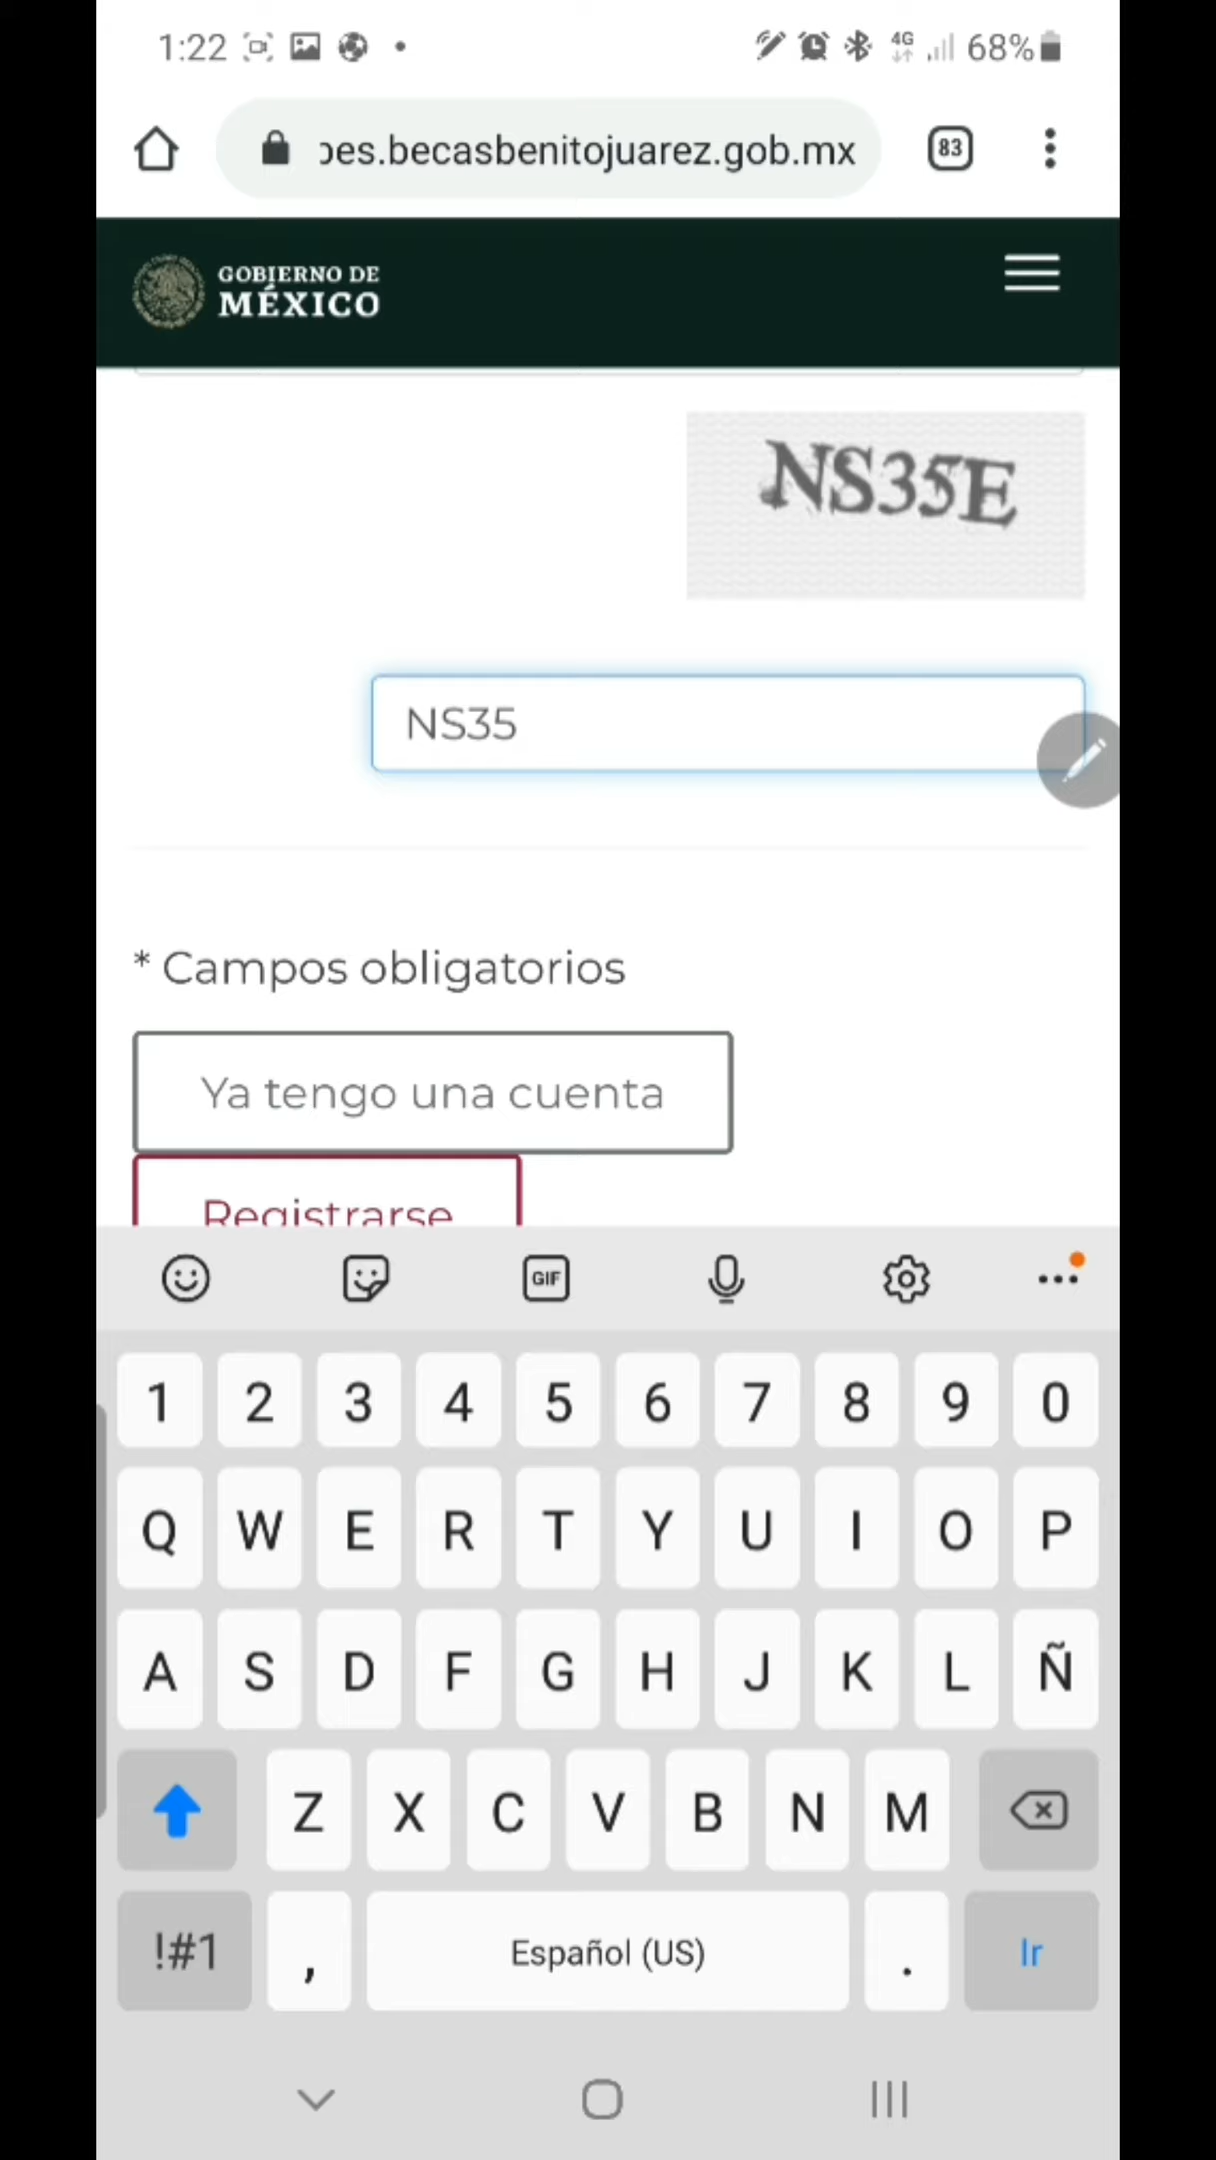 1:22 4G 68%
ɔes.becasbenitojuarez.gob.mx 83
GOBIERNO DE
MÉXICO
NS35E
NS35
* Campos obligatorios
Ya tengo una cuenta
Registrarse
GIF
1 2 3 4 5 6 7 8 9 0
Q W E R T Y U I O P
A S D F G H J K L Ñ
Z X C V B N M
!#1 , Español (US) . Ir